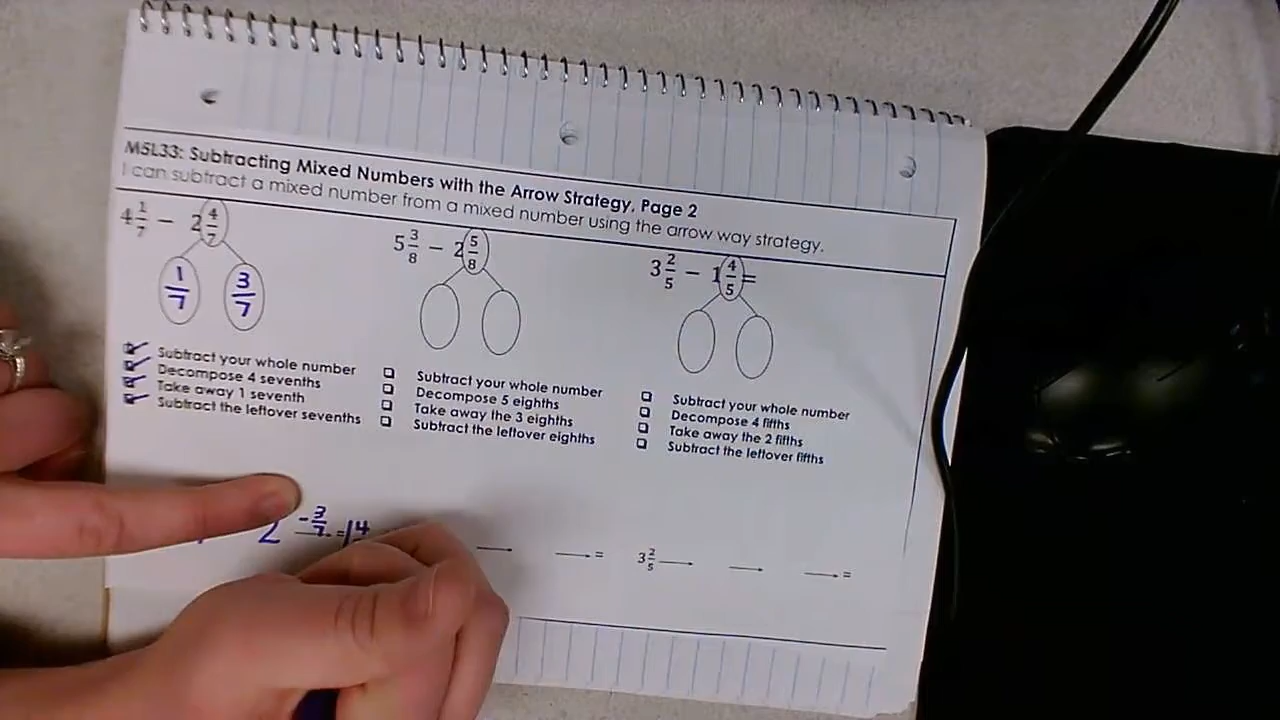 M5L33: Subtracting Mixed Numbers with the Arrow Strategy, Page 2
I can subtract a mixed number from a mixed number using the arrow way strategy.
4 1/7 − 2 4/7
1/7 3/7
Subtract your whole number
Decompose 4 sevenths
Take away 1 seventh
Subtract the leftover sevenths
5 3/8 − 2 5/8
Subtract your whole number
Decompose 5 eighths
Take away the 3 eighths
Subtract the leftover eighths
3 2/5 − 1 4/5 =
Subtract your whole number
Decompose 4 fifths
Take away the 2 fifths
Subtract the leftover fifths
2 -3/7 = 1 4
=
3 2/5 =